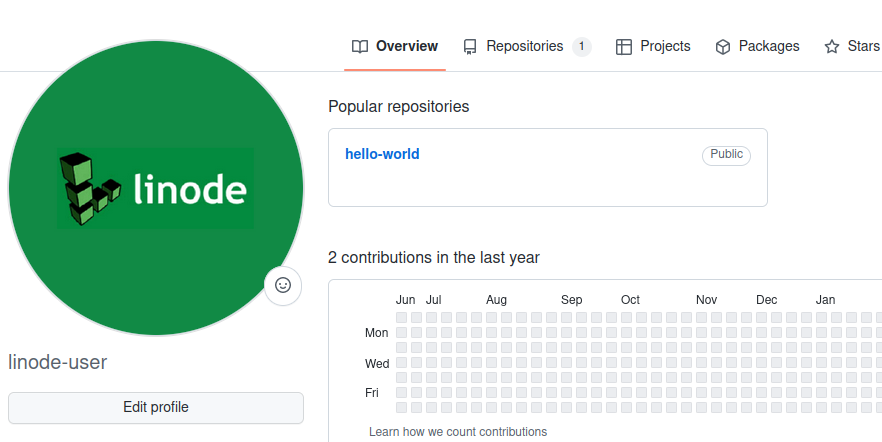 Overview
Repositories 1
Projects
Packages
Stars
linode
linode-user
Edit profile
Popular repositories
hello-world
Public
2 contributions in the last year
Jun Jul Aug Sep Oct Nov Dec Jan
Mon
Wed
Fri
Learn how we count contributions